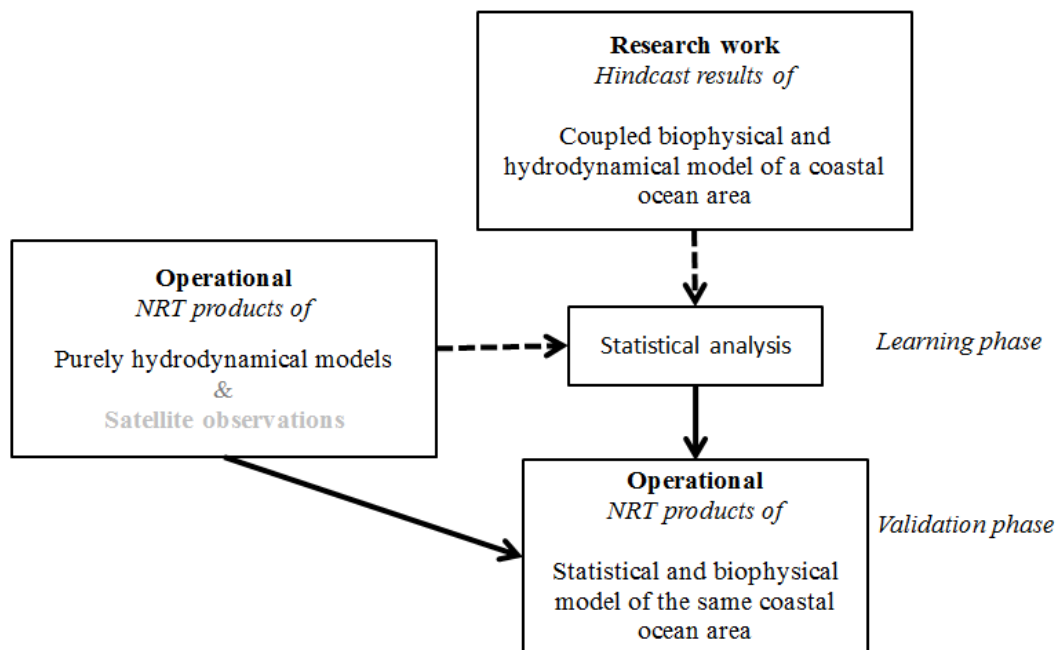 Research work
Hindcast results of
Coupled biophysical and
hydrodynamical model of a coastal
ocean area
Operational
NRT products of
Purely hydrodynamical models
&
Satellite observations
Statistical analysis
Learning phase
Operational
NRT products of
Statistical and biophysical
model of the same coastal
ocean area
Validation phase